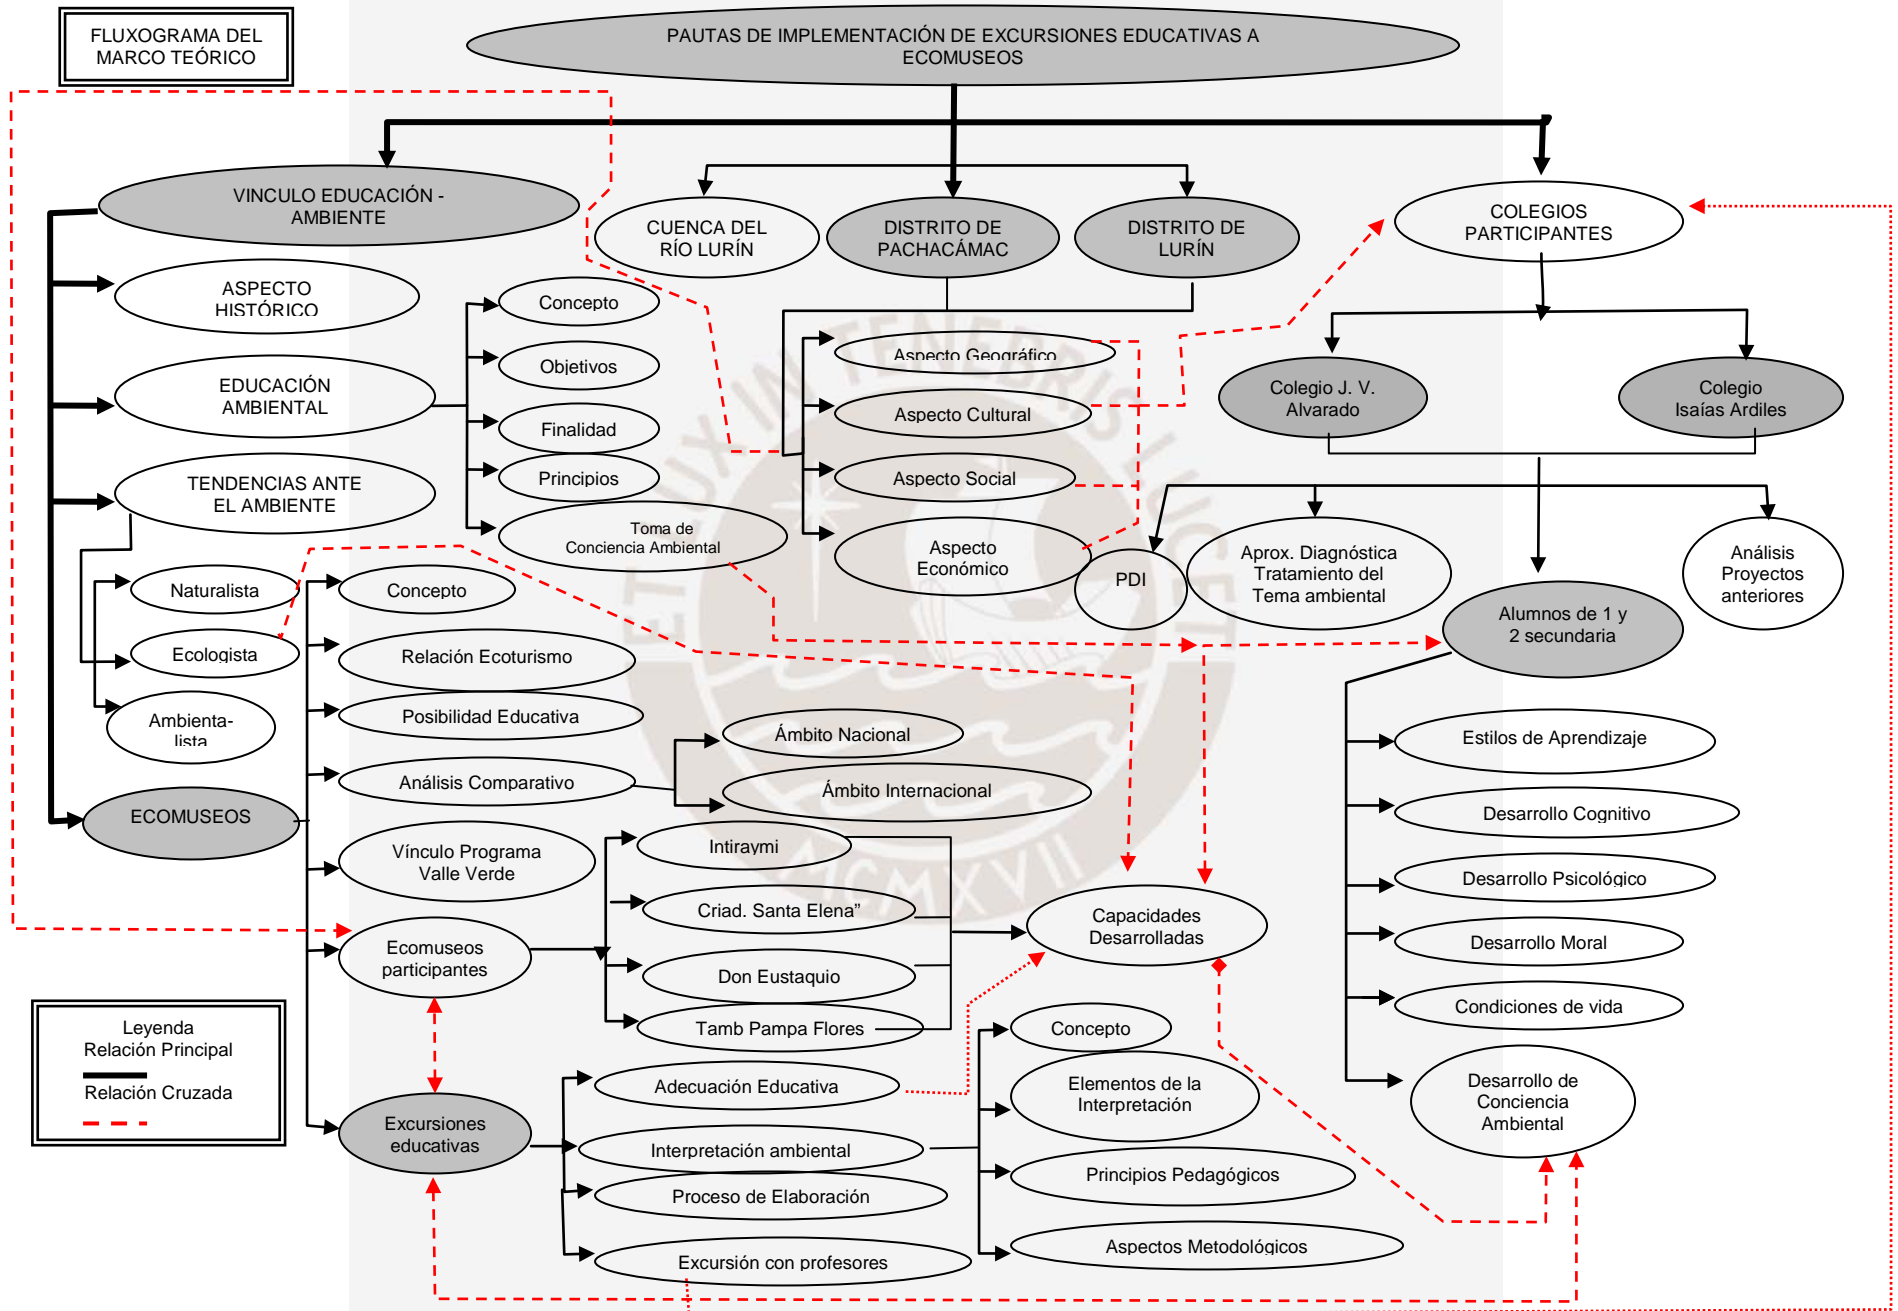 FLUXOGRAMA DEL
MARCO TEÓRICO
PAUTAS DE IMPLEMENTACIÓN DE EXCURSIONES EDUCATIVAS A
ECOMUSEOS
VINCULO EDUCACIÓN -
AMBIENTE
CUENCA DEL
RÍO LURÍN
DISTRITO DE
PACHACÁMAC
DISTRITO DE
LURÍN
COLEGIOS
PARTICIPANTES
ASPECTO
HISTÓRICO
EDUCACIÓN
AMBIENTAL
TENDENCIAS ANTE
EL AMBIENTE
Concepto
Objetivos
Finalidad
Principios
Toma de
Conciencia Ambiental
Aspecto Geográfico
Aspecto Cultural
Aspecto Social
Aspecto
Económico
Colegio J. V.
Alvarado
Colegio
Isaías Ardiles
PDI
Aprox. Diagnóstica
Tratamiento del
Tema ambiental
Análisis
Proyectos
anteriores
Alumnos de 1 y
2 secundaria
Naturalista
Ecologista
Ambienta-
lista
ECOMUSEOS
Concepto
Relación Ecoturismo
Posibilidad Educativa
Análisis Comparativo
Ámbito Nacional
Ámbito Internacional
Vínculo Programa
Valle Verde
Ecomuseos
participantes
Intiraymi
Criad. Santa Elena”
Don Eustaquio
Tamb Pampa Flores
Capacidades
Desarrolladas
Estilos de Aprendizaje
Desarrollo Cognitivo
Desarrollo Psicológico
Desarrollo Moral
Condiciones de vida
Desarrollo de
Conciencia
Ambiental
Leyenda
Relación Principal
Relación Cruzada
Excursiones
educativas
Adecuación Educativa
Interpretación ambiental
Proceso de Elaboración
Excursión con profesores
Concepto
Elementos de la
Interpretación
Principios Pedagógicos
Aspectos Metodológicos
ET LUX IN TENEBRIS LUCET
MCMXVII